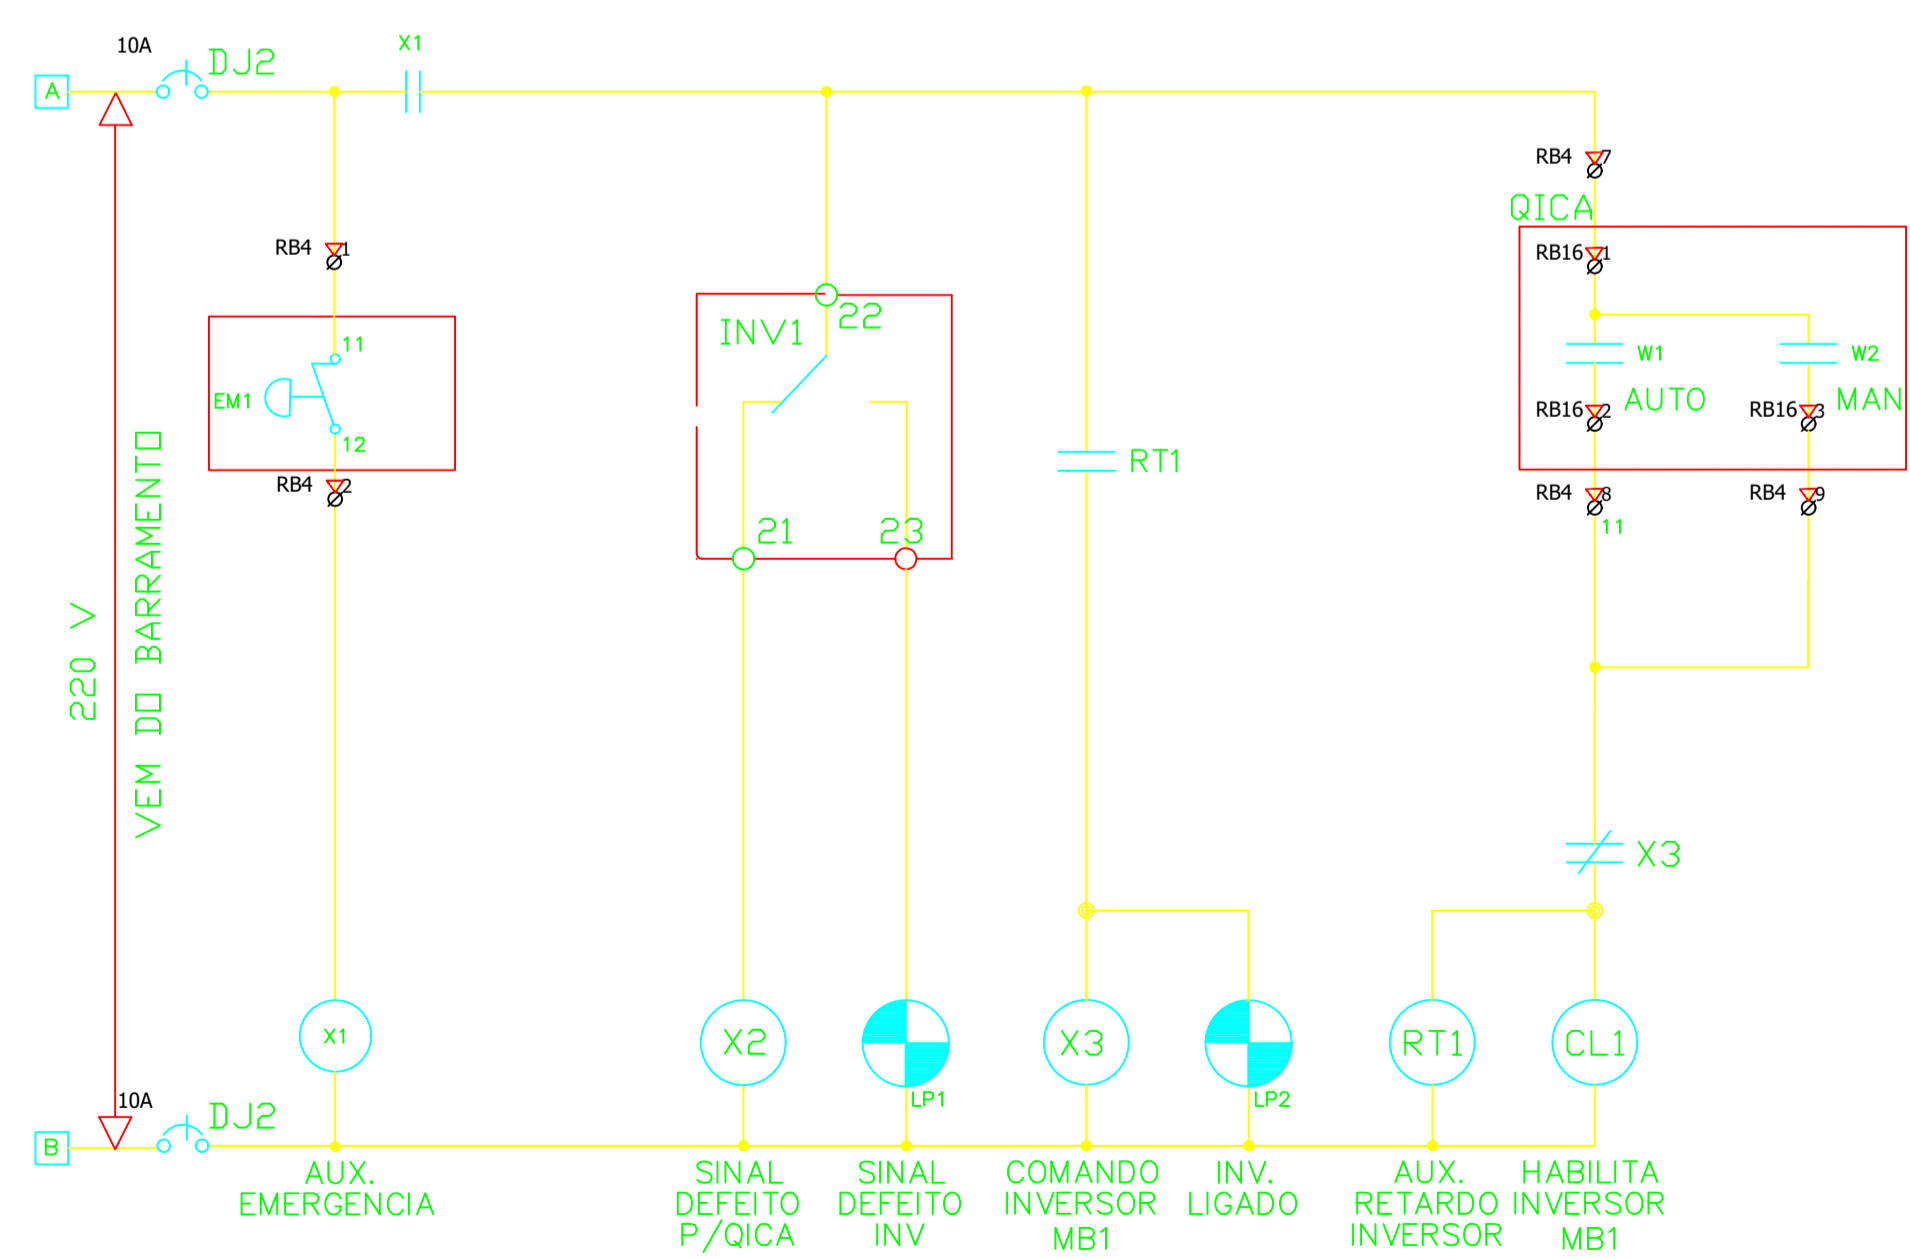 10A
DJ2
X1
A
RB4 7
QICA
RB4 1
RB16 1
INV1
22
11
EM1
12
W1
W2
AUTO
MAN
RB16 2
RB16 3
RT1
RB4 2
RB4 8
RB4 9
11
21
23
220 V
VEM DO BARRAMENTO
X3
X1
X2
X3
RT1
CL1
LP1
LP2
10A
DJ2
B
AUX.
EMERGENCIA
SINAL
DEFEITO
P/QICA
SINAL
DEFEITO
INV
COMANDO
INVERSOR
MB1
INV.
LIGADO
AUX.
RETARDO
INVERSOR
HABILITA
INVERSOR
MB1